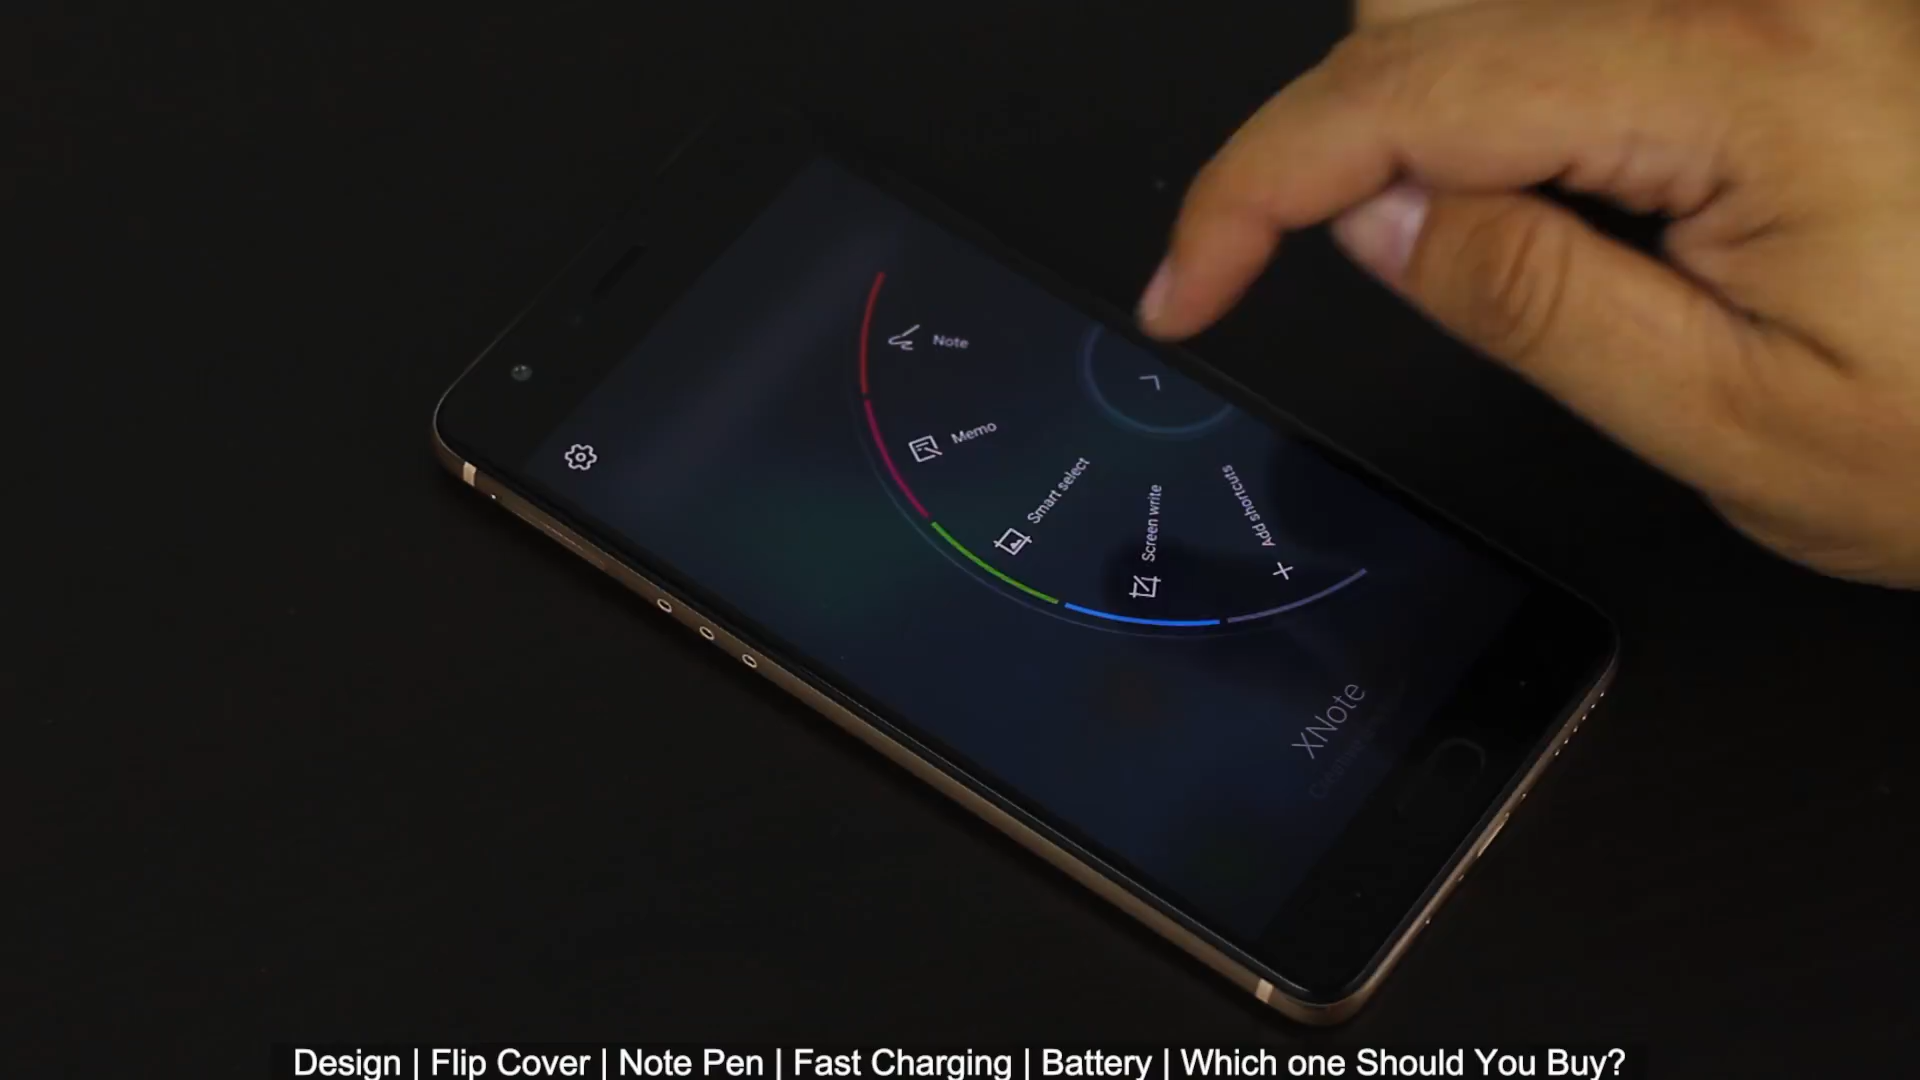 Note
Memo
Smart select
Screen write
Add shortcuts
XNote
Design | Flip Cover | Note Pen | Fast Charging | Battery | Which one Should You Buy?